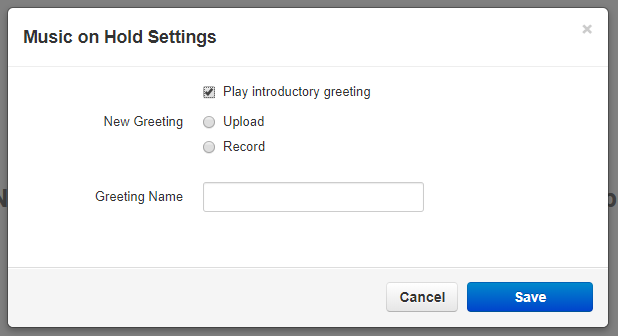 Music on Hold Settings
×
Play introductory greeting
New Greeting
Upload
Record
Greeting Name
Cancel
Save